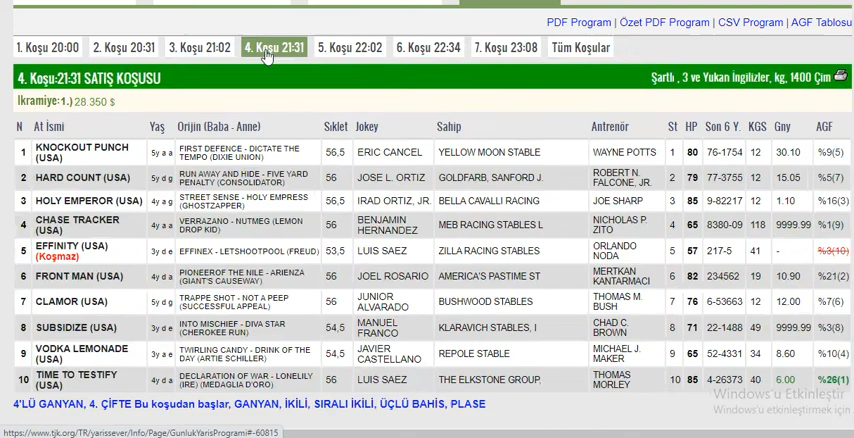 PDF Program | Özet PDF Program | CSV Program | AGF Tablosu
1. Koşu 20:00 2. Koşu 20:31 3. Koşu 21:02 4. Koşu 21:31 5. Koşu 22:02 6. Koşu 22:34 7. Koşu 23:08 Tüm Koşular
4. Koşu:21:31 SATIŞ KOŞUSU Şartlı , 3 ve Yukarı İngilizler, kg, 1400 Çim
Ikramiye:1.) 28.350 $
N At İsmi Yaş Orijin (Baba - Anne) Sıklet Jokey Sahip Antrenör St HP Son 6 Y. KGS Gny AGF
1 KNOCKOUT PUNCH (USA) 5y a a FIRST DEFENCE - DICTATE THE TEMPO (DIXIE UNION) 56,5 ERIC CANCEL YELLOW MOON STABLE WAYNE POTTS 1 80 76-1754 12 30.10 %9(5)
2 HARD COUNT (USA) 5y d g RUN AWAY AND HIDE - FIVE YARD PENALTY (CONSOLIDATOR) 56 JOSE L. ORTIZ GOLDFARB, SANFORD J. ROBERT N. FALCONE, JR. 2 79 77-3755 12 15.05 %5(7)
3 HOLY EMPEROR (USA) 4y a g STREET SENSE - HOLY EMPRESS (GHOSTZAPPER) 56,5 IRAD ORTIZ, JR. BELLA CAVALLI RACING JOE SHARP 3 85 9-82217 12 1.10 %16(3)
4 CHASE TRACKER (USA) 4y a a VERRAZANO - NUTMEG (LEMON DROP KID) 56 BENJAMIN HERNANDEZ MEB RACING STABLES L NICHOLAS P. ZITO 4 65 8380-09 118 9999.99 %1(9)
5 EFFINITY (USA) (Koşmaz) 3y d e EFFINEX - LETSHOOTPOOL (FREUD) 53,5 LUIS SAEZ ZILLA RACING STABLES ORLANDO NODA 5 57 217-5 41 - %3(10)
6 FRONT MAN (USA) 4y d a PIONEEROF THE NILE - ARIENZA (GIANT'S CAUSEWAY) 56 JOEL ROSARIO AMERICA'S PASTIME ST MERTKAN KANTARMACI 6 82 234562 19 10.90 %21(2)
7 CLAMOR (USA) 5y d g TRAPPE SHOT - NOT A PEEP (SUCCESSFUL APPEAL) 56 JUNIOR ALVARADO BUSHWOOD STABLES THOMAS M. BUSH 7 76 6-53663 12 12.00 %7(6)
8 SUBSIDIZE (USA) 3y d e INTO MISCHIEF - DIVA STAR (CHEROKEE RUN) 54,5 MANUEL FRANCO KLARAVICH STABLES, I CHAD C. BROWN 8 71 22-1488 49 9999.99 %3(8)
9 VODKA LEMONADE (USA) 3y a e TWIRLING CANDY - DRINK OF THE DAY (ARTIE SCHILLER) 54,5 JAVIER CASTELLANO REPOLE STABLE MICHAEL J. MAKER 9 65 52-4331 34 8.60 %10(4)
10 TIME TO TESTIFY (USA) 4y d a DECLARATION OF WAR - LONELILY (IRE) (MEDAGLIA D'ORO) 56 LUIS SAEZ THE ELKSTONE GROUP, THOMAS MORLEY 10 85 4-26373 40 6.00 %26(1)
4'LÜ GANYAN, 4. ÇİFTE Bu koşudan başlar, GANYAN, İKİLİ, SIRALI İKİLİ, ÜÇLÜ BAHİS, PLASE
Windows'u Etkinleştir
Windows'u etkinleştirmek için
https://www.tjk.org/TR/yarissever/Info/Page/GunlukYarisProgrami#-60815